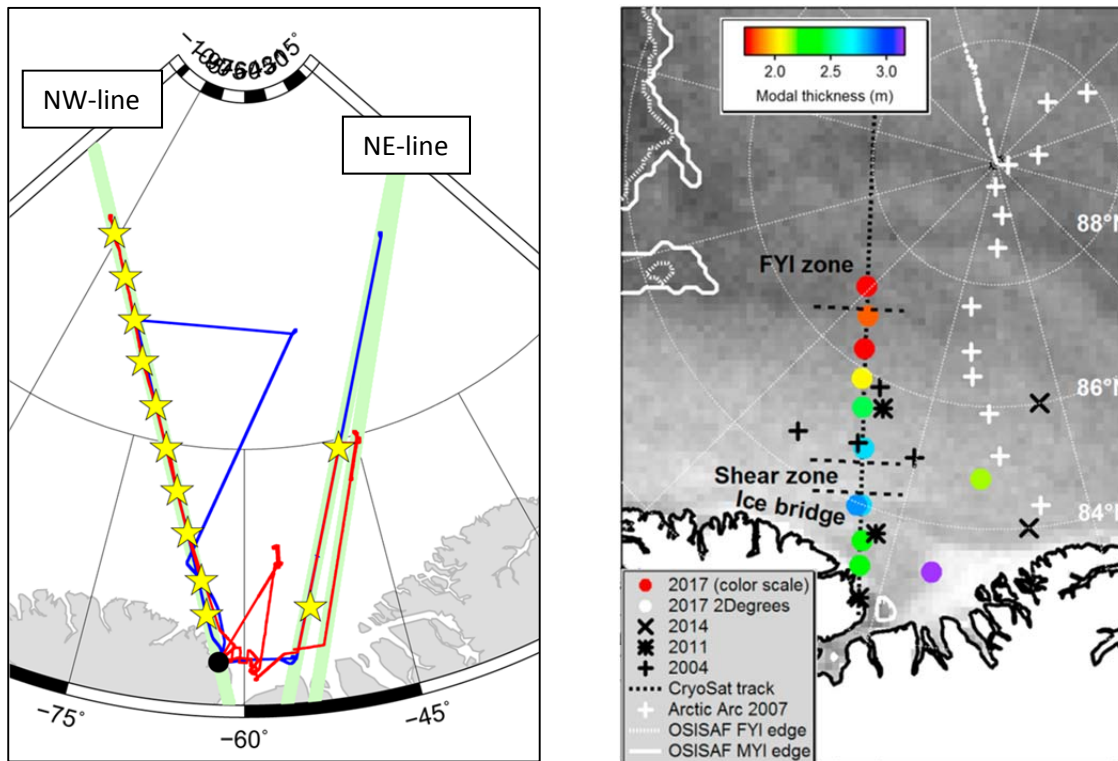 NW-line
NE-line
−75°
−60°
−45°
2.0 2.5 3.0
Modal thickness (m)
88°N
FYI zone
86°N
Shear zone
Ice bridge
84°N
2017 (color scale)
2017 2Degrees
2014
2011
2004
CryoSat track
Arctic Arc 2007
OSISAF FYI edge
OSISAF MYI edge